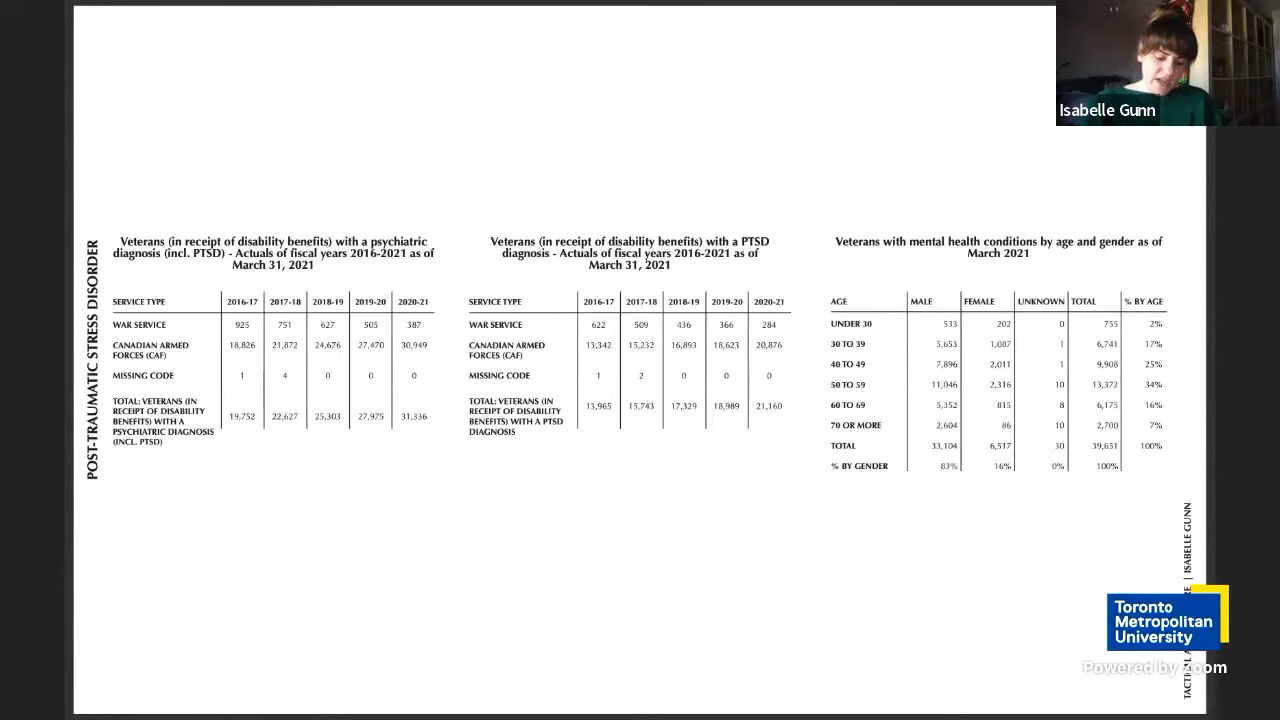 Isabelle Gunn
POST-TRAUMATIC STRESS DISORDER
Veterans (in receipt of disability benefits) with a psychiatric
diagnosis (incl. PTSD) - Actuals of fiscal years 2016-2021 as of
March 31, 2021
SERVICE TYPE 2016-17 2017-18 2018-19 2019-20 2020-21
WAR SERVICE 925 751 627 505 387
CANADIAN ARMED 18,826 21,872 24,676 27,470 30,949
FORCES (CAF)
MISSING CODE 1 4 0 0 0
TOTAL: VETERANS (IN
RECEIPT OF DISABILITY
BENEFITS) WITH A 19,752 22,627 25,303 27,975 31,336
PSYCHIATRIC DIAGNOSIS
(INCL. PTSD)
Veterans (in receipt of disability benefits) with a PTSD
diagnosis - Actuals of fiscal years 2016-2021 as of
March 31, 2021
SERVICE TYPE 2016-17 2017-18 2018-19 2019-20 2020-21
WAR SERVICE 622 509 436 366 284
CANADIAN ARMED 13,342 15,232 16,893 18,623 20,876
FORCES (CAF)
MISSING CODE 1 2 0 0 0
TOTAL: VETERANS (IN 13,965 15,743 17,329 18,989 21,160
RECEIPT OF DISABILITY
BENEFITS) WITH A PTSD
DIAGNOSIS
Veterans with mental health conditions by age and gender as of
March 2021
AGE MALE FEMALE UNKNOWN TOTAL % BY AGE
UNDER 30 533 202 0 755 2%
30 TO 39 5,653 1,087 1 6,741 17%
40 TO 49 7,896 2,011 1 9,908 25%
50 TO 59 11,046 2,316 10 13,372 34%
60 TO 69 5,352 815 8 6,175 16%
70 OR MORE 2,604 86 10 2,700 7%
TOTAL 33,104 6,517 30 39,651 100%
% BY GENDER 83% 16% 0% 100%
TACTICAL | ISABELLE GUNN
Toronto
Metropolitan
University
Powered by Zoom